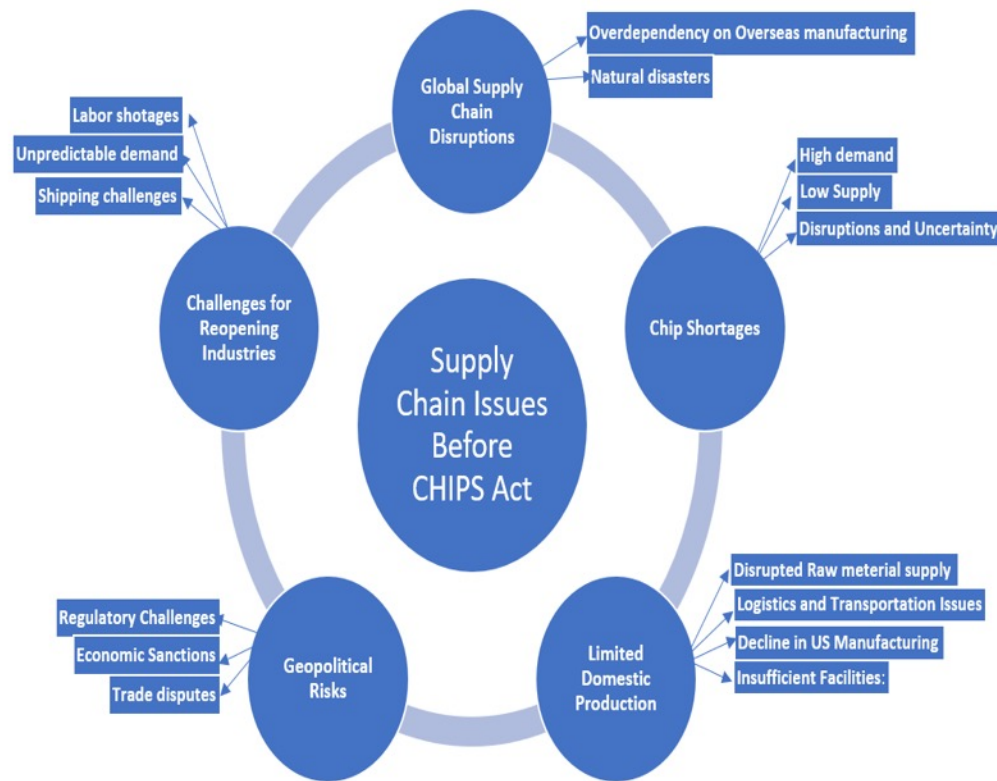 Overdependency on Overseas manufacturing
Natural disasters
Global Supply
Chain
Disruptions
Labor shotages
Unpredictable demand
Shipping challenges
High demand
Low Supply
Disruptions and Uncertainty
Challenges for
Reopening
Industries
Chip Shortages
Supply
Chain Issues
Before
CHIPS Act
Disrupted Raw meterial supply
Logistics and Transportation Issues
Decline in US Manufacturing
Insufficient Facilities:
Limited
Domestic
Production
Regulatory Challenges
Economic Sanctions
Trade disputes
Geopolitical
Risks